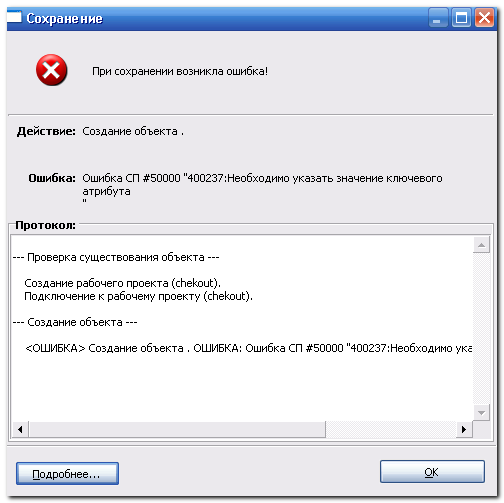 Сохранение
При сохранении возникла ошибка!
Действие: Создание объекта .
Ошибка: Ошибка СП #50000 "400237:Необходимо указать значение ключевого
атрибута
"
Протокол:
--- Проверка существования объекта ---
Создание рабочего проекта (chekout).
Подключение к рабочему проекту (chekout).
--- Создание объекта ---
<ОШИБКА> Создание объекта . ОШИБКА: Ошибка СП #50000 "400237:Необходимо ука
Подробнее...
OK